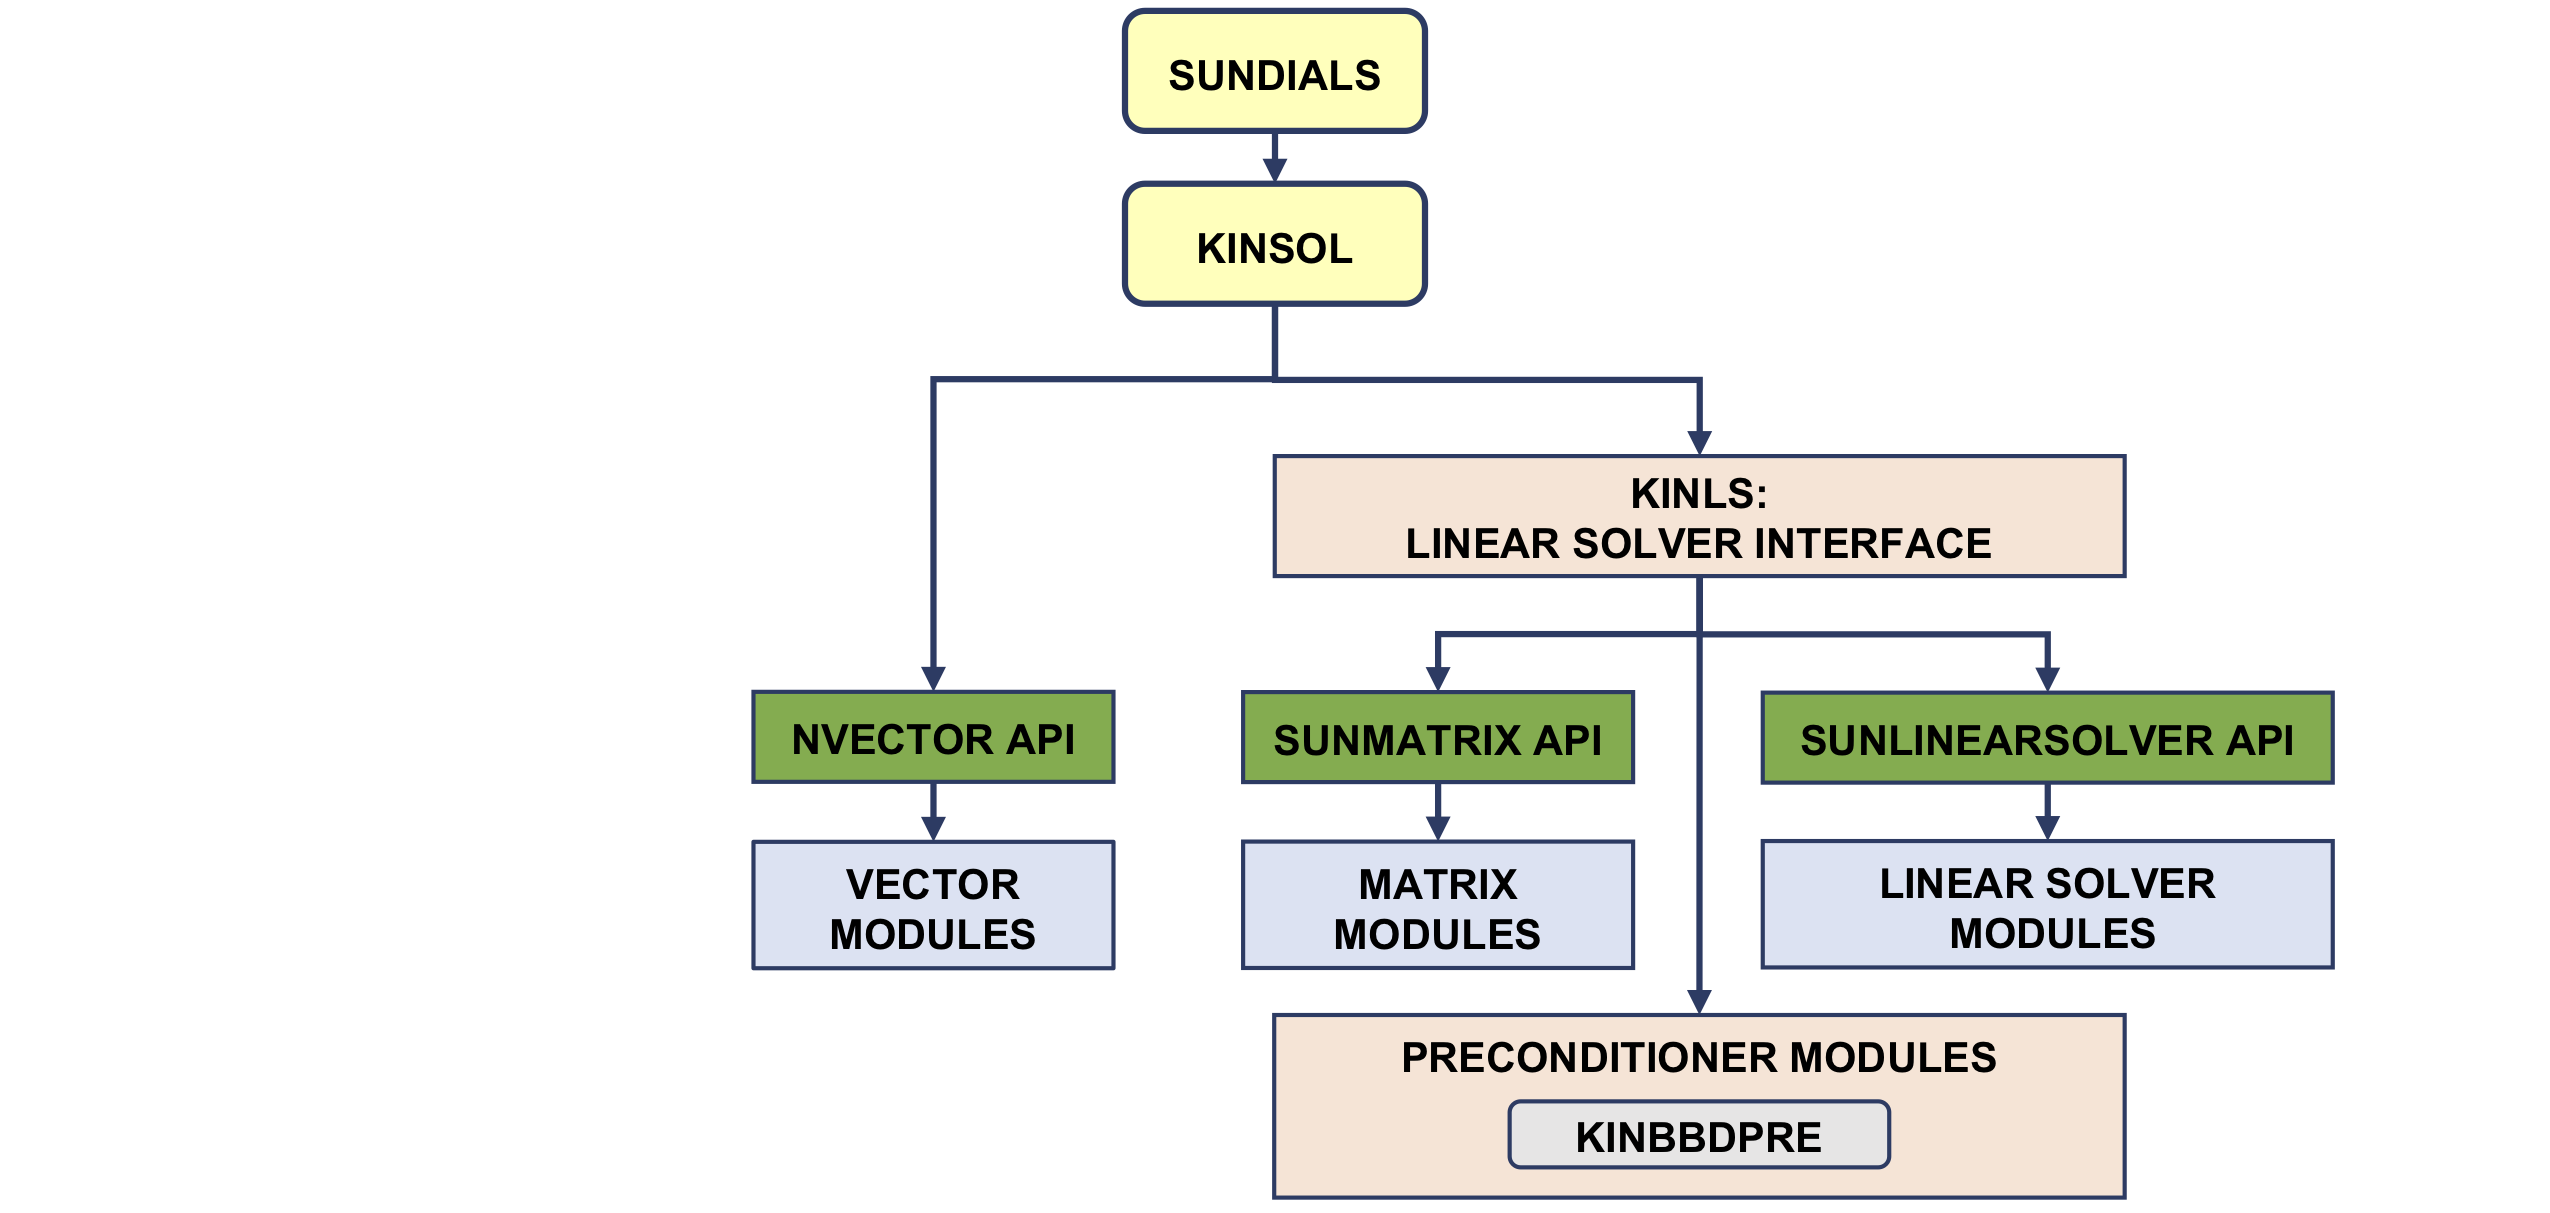 SUNDIALS
KINSOL
KINLS:
LINEAR SOLVER INTERFACE
NVECTOR API
SUNMATRIX API
SUNLINEARSOLVER API
VECTOR
MODULES
MATRIX
MODULES
LINEAR SOLVER
MODULES
PRECONDITIONER MODULES
KINBBDPRE